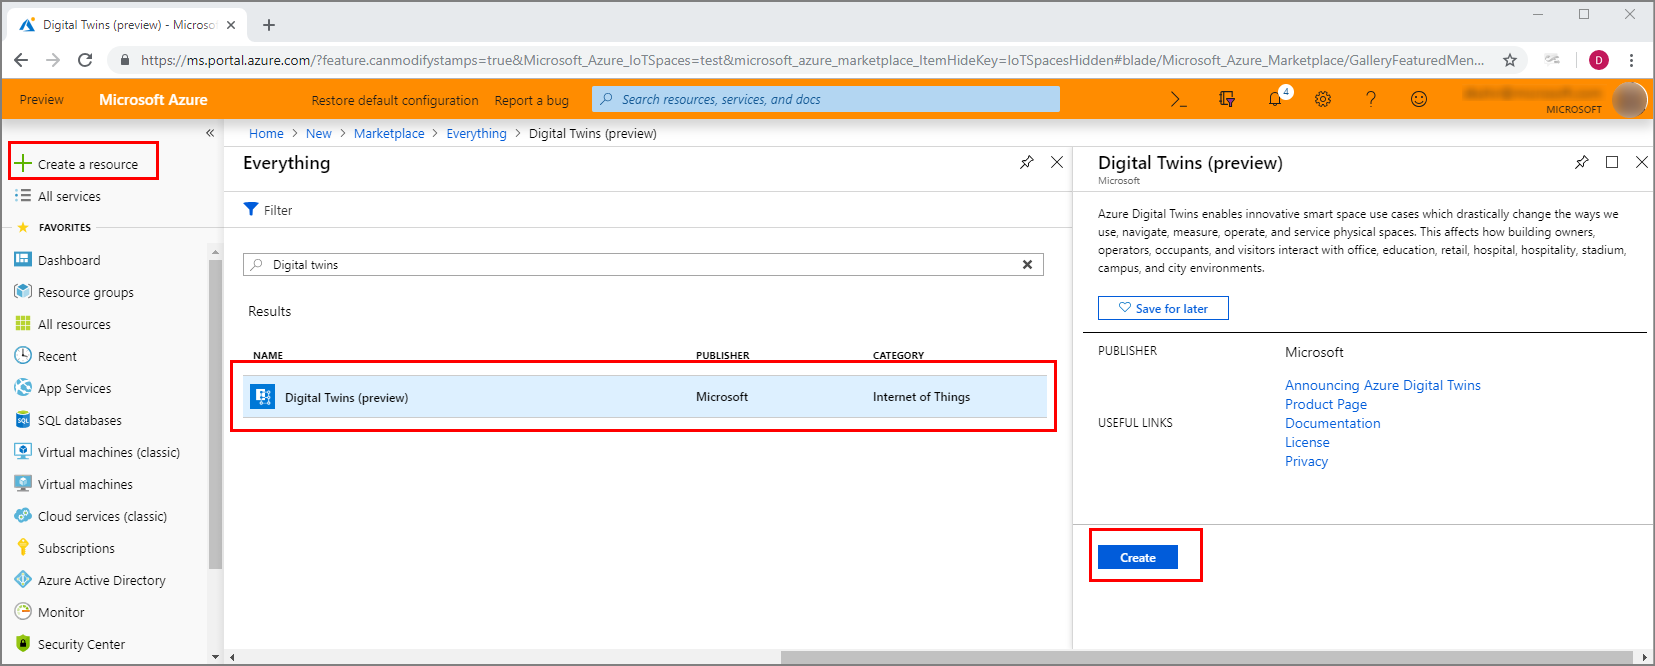 Digital Twins (preview) - Microso
https://ms.portal.azure.com/?feature.canmodifystamps=true&Microsoft_Azure_IoTSpaces=test&microsoft_azure_marketplace_ItemHideKey=IoTSpacesHidden#blade/Microsoft_Azure_Marketplace/GalleryFeaturedMen...
D
Preview
Microsoft Azure
Restore default configuration
Report a bug
Search resources, services, and docs
4
MICROSOFT
Home > New > Marketplace > Everything > Digital Twins (preview)
Create a resource
All services
FAVORITES
Dashboard
Resource groups
All resources
Recent
App Services
SQL
SQL databases
Virtual machines (classic)
Virtual machines
Cloud services (classic)
Subscriptions
Azure Active Directory
Monitor
Security Center
Everything
Filter
Digital twins
Results
NAME PUBLISHER CATEGORY
Digital Twins (preview) Microsoft Internet of Things
Digital Twins (preview)
Microsoft
Azure Digital Twins enables innovative smart space use cases which drastically change the ways we
use, navigate, measure, operate, and service physical spaces. This affects how building owners,
operators, occupants, and visitors interact with office, education, retail, hospital, hospitality, stadium,
campus, and city environments.
Save for later
PUBLISHER Microsoft
USEFUL LINKS
Announcing Azure Digital Twins
Product Page
Documentation
License
Privacy
Create